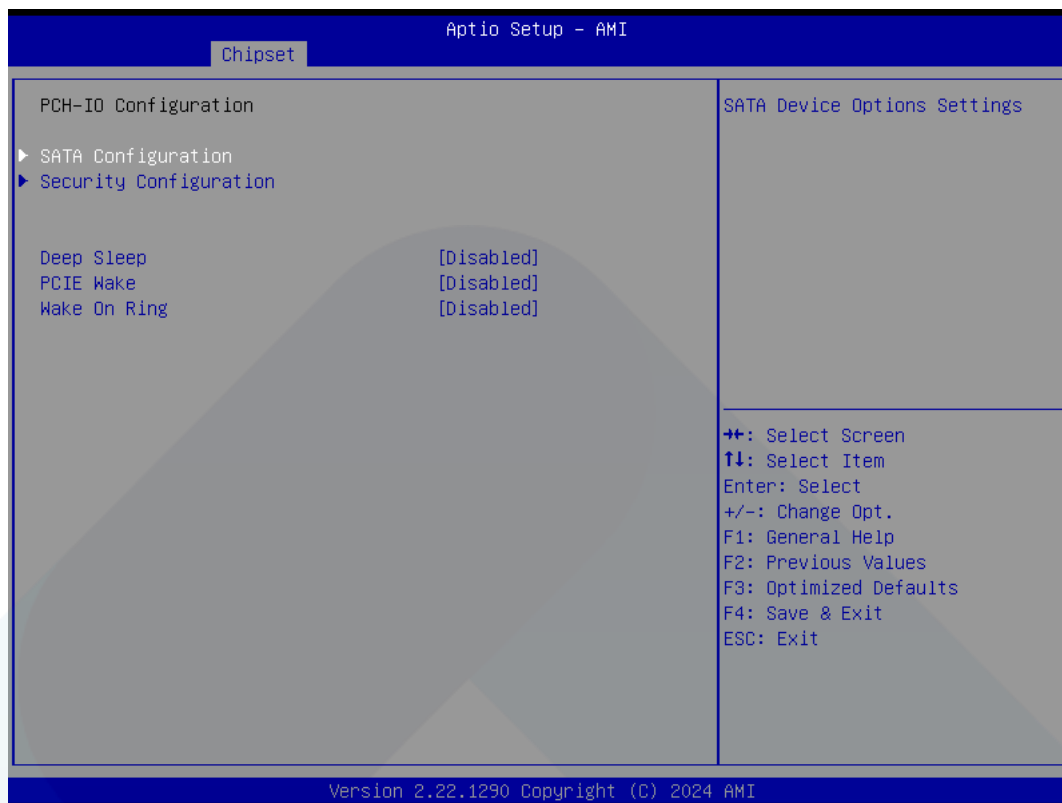 Aptio Setup – AMI
Chipset
PCH-IO Configuration
SATA Configuration
Security Configuration
Deep Sleep [Disabled]
PCIE Wake [Disabled]
Wake On Ring [Disabled]
SATA Device Options Settings
→←: Select Screen
↑↓: Select Item
Enter: Select
+/-: Change Opt.
F1: General Help
F2: Previous Values
F3: Optimized Defaults
F4: Save & Exit
ESC: Exit
Version 2.22.1290 Copyright (C) 2024 AMI